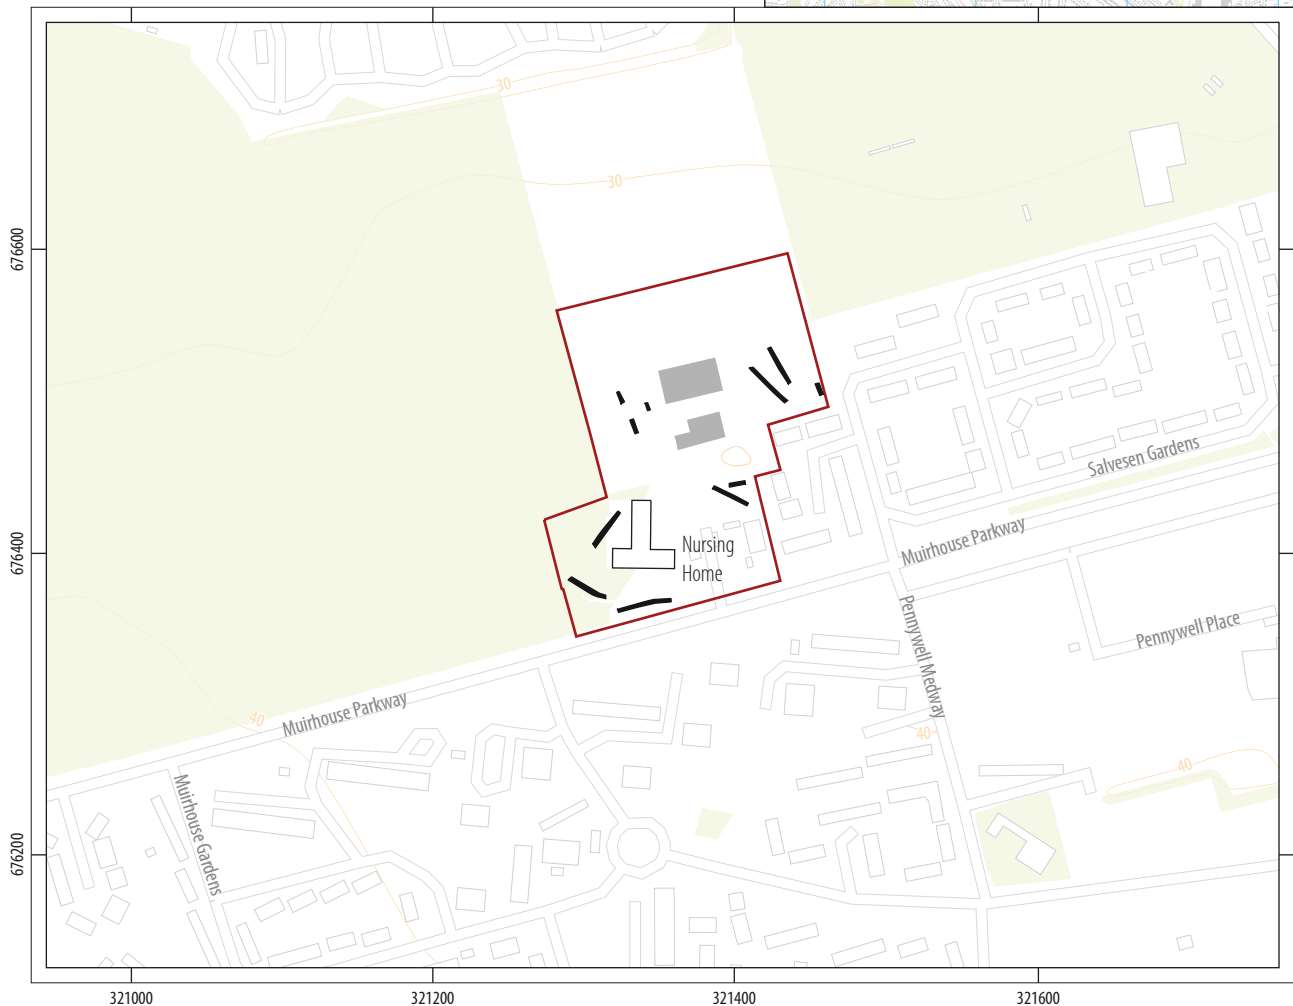 30
30
676600
Salvesen Gardens
Muirhouse Parkway
Nursing
Home
676400
Pennywell Medway
Pennywell Place
Muirhouse Parkway
40
40
40
Muirhouse Gardens
676200
321000
321200
321400
321600